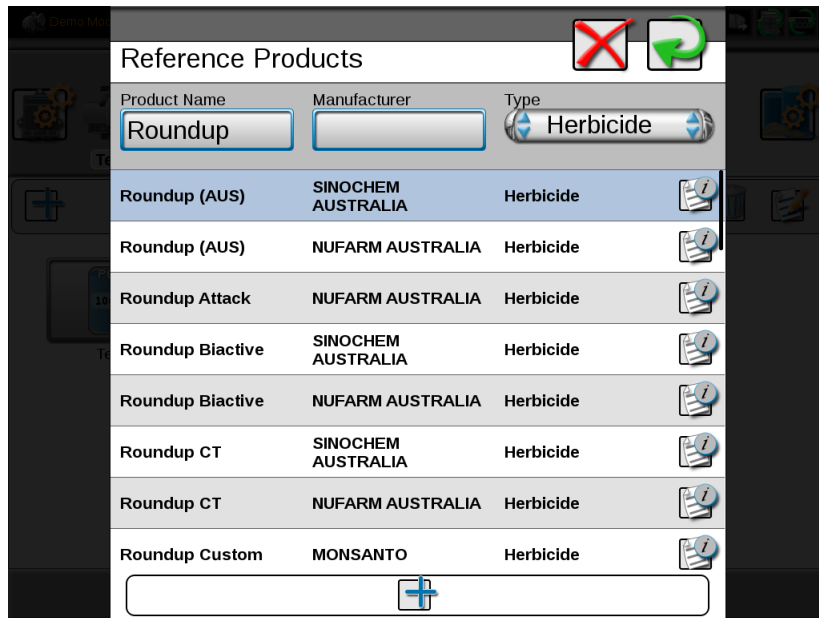 Demo Mod
Reference Products
Product Name
Manufacturer
Type
Roundup
Herbicide
Roundup (AUS)
SINOCHEM
AUSTRALIA
Herbicide
Roundup (AUS)
NUFARM AUSTRALIA
Herbicide
Roundup Attack
NUFARM AUSTRALIA
Herbicide
Roundup Biactive
SINOCHEM
AUSTRALIA
Herbicide
Roundup Biactive
NUFARM AUSTRALIA
Herbicide
Roundup CT
SINOCHEM
AUSTRALIA
Herbicide
Roundup CT
NUFARM AUSTRALIA
Herbicide
Roundup Custom
MONSANTO
Herbicide